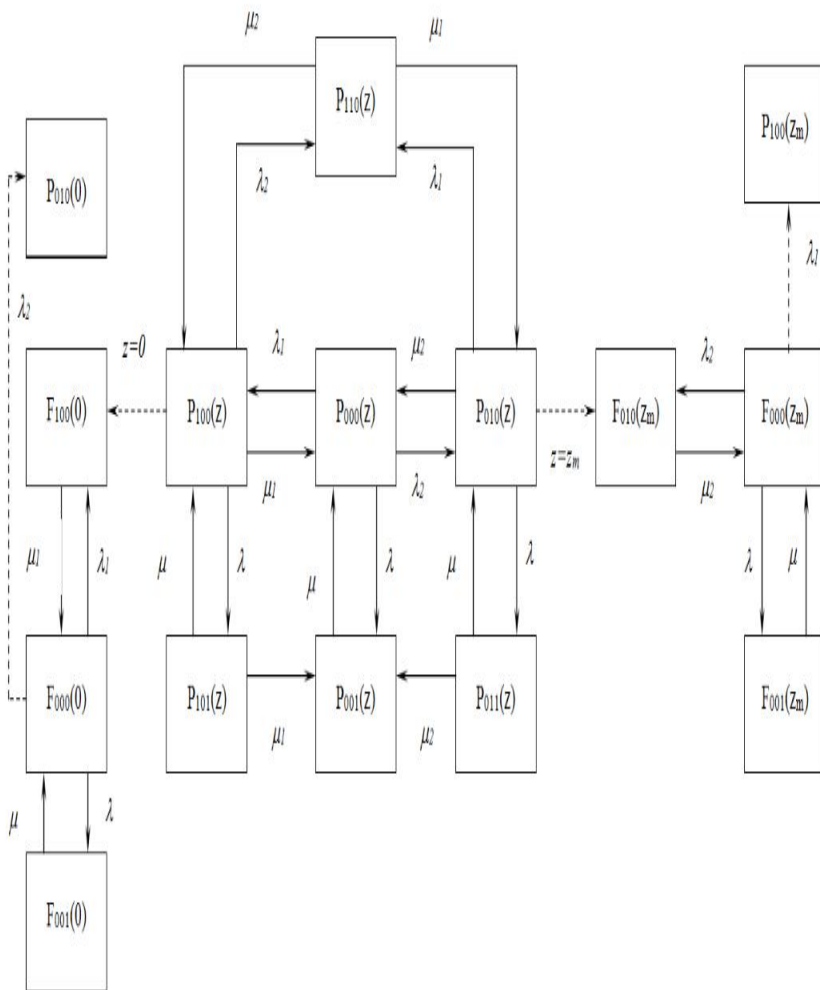 μ₂ μ₁
P₁₁₀(z) P₁₀₀(zₘ)
P₀₁₀(0) λ₂ λ₁ λ₁
λ₂
z=0 λ₁ μ₂ λ₂
F₁₀₀(0) P₁₀₀(z) P₀₀₀(z) P₀₁₀(z) F₀₁₀(zₘ) F₀₀₀(zₘ)
μ₁ λ₂ z=zₘ μ₂
μ₁ λ₁ μ λ μ λ μ λ λ μ
F₀₀₀(0) P₁₀₁(z) P₀₀₁(z) P₀₁₁(z) F₀₀₁(zₘ)
μ₁ μ₂
μ λ
F₀₀₁(0)